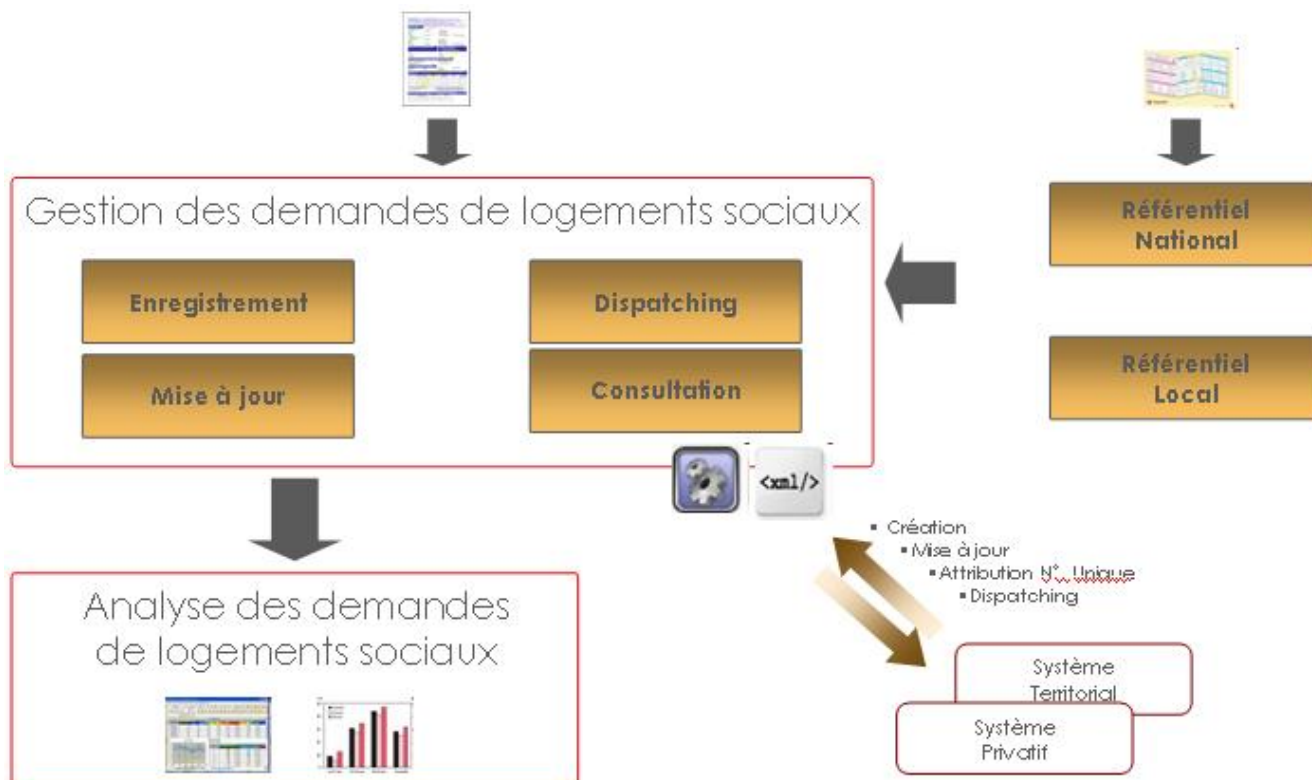 Gestion des demandes de logements sociaux
Enregistrement
Dispatching
Mise à jour
Consultation
Référentiel
National
Référentiel
Local
<xml/>
▪ Création
▪ Mise à jour
▪ Attribution N°. Unique
▪ Dispatching
Analyse des demandes
de logements sociaux
Système
Territorial
Système
Privatif